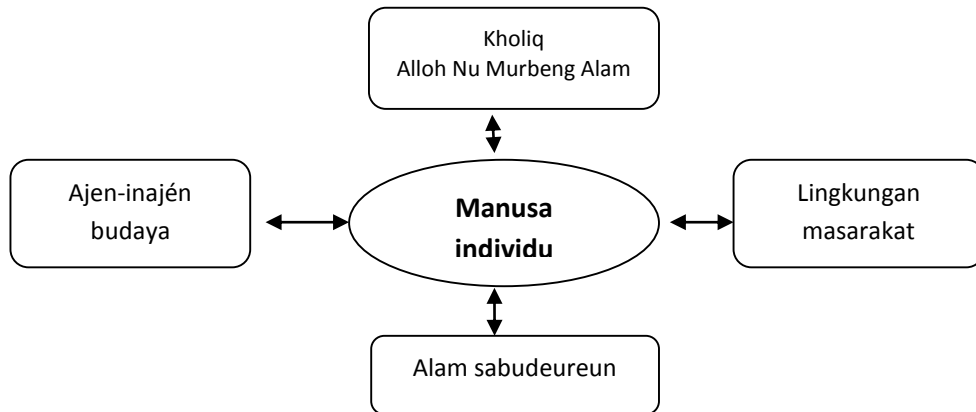 Kholiq
Alloh Nu Murbeng Alam
Ajen-inajén
budaya
Manusa
individu
Lingkungan
masarakat
Alam sabudeureun